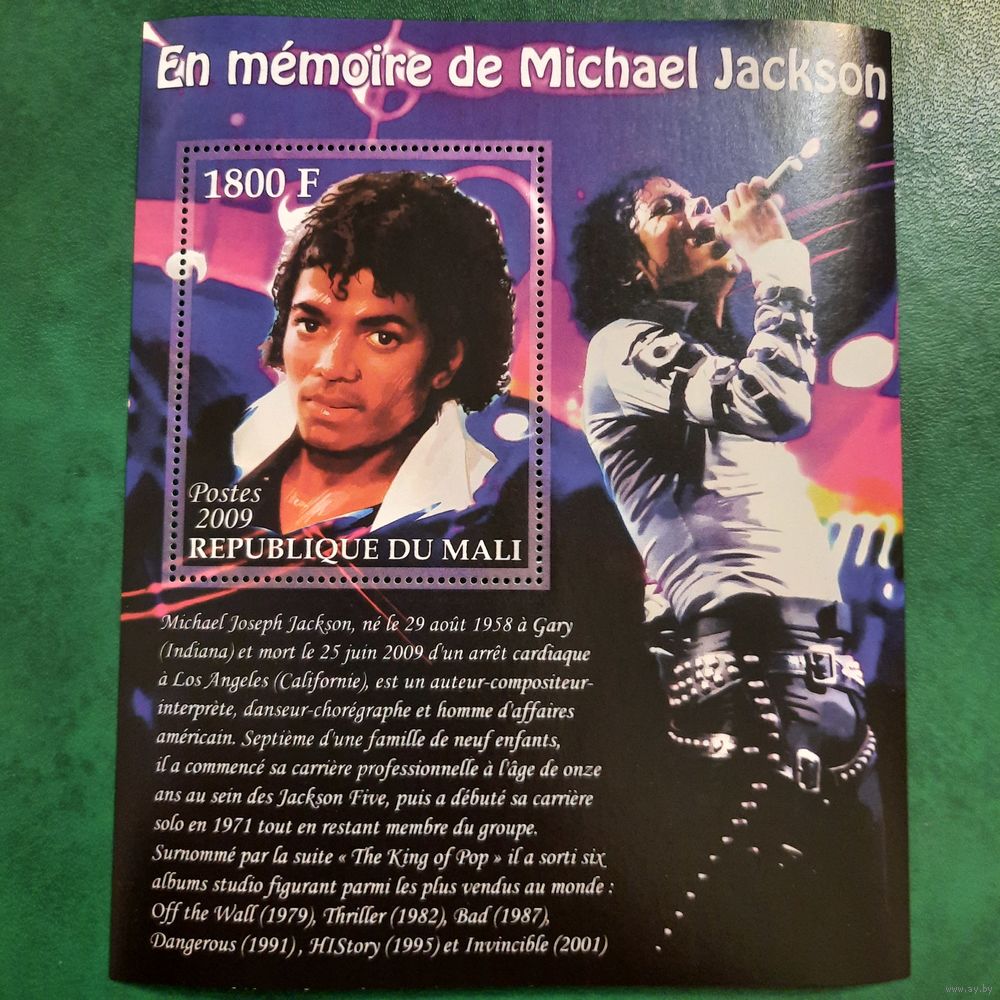 En mémoire de Michael Jackson
1800 F
Postes
2009
REPUBLIQUE DU MALI
Michael Joseph Jackson, né le 29 août 1958 à Gary
(Indiana) et mort le 25 juin 2009 d'un arrêt cardiaque
à Los Angeles (Californie), est un auteur-compositeur-
interprète, danseur-chorégraphe et homme d'affaires
américain. Septième d'une famille de neuf enfants,
il a commencé sa carrière professionnelle à l'âge de onze
ans au sein des Jackson Five, puis a débuté sa carrière
solo en 1971 tout en restant membre du groupe.
Surnommé par la suite « The King of Pop » il a sorti six
albums studio figurant parmi les plus vendus au monde :
Off the Wall (1979), Thriller (1982), Bad (1987),
Dangerous (1991) , HIStory (1995) et Invincible (2001)
www.ay.by